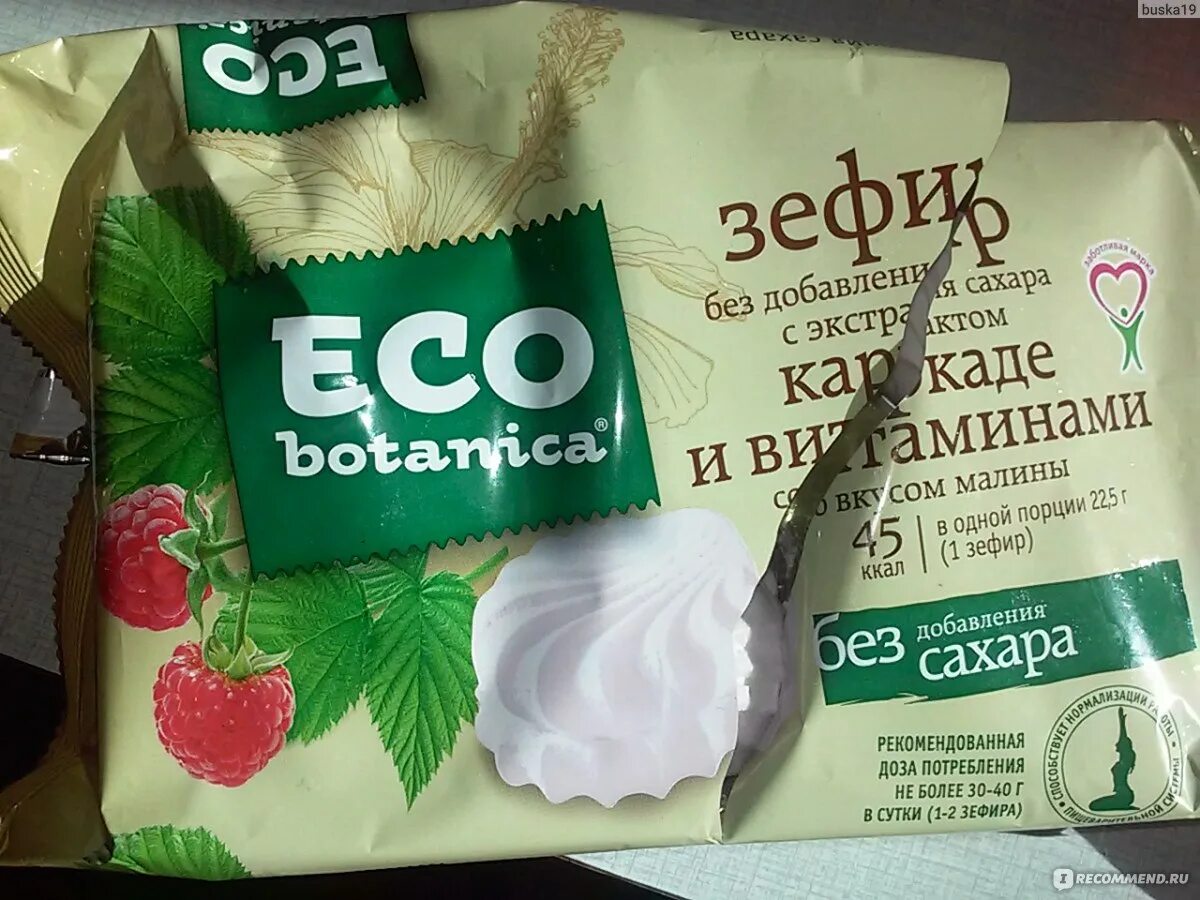 buska19
ECO
сахара
ECO
botanica®
зефир
без добавления сахара
с экстрактом
каркаде
и витаминами
со вкусом малины
45
ккал
в одной порции 22,5 г
(1 зефир)
заботливая марка
без добавления
сахара
РЕКОМЕНДОВАННАЯ
ДОЗА ПОТРЕБЛЕНИЯ
НЕ БОЛЕЕ 30-40 Г
В СУТКИ (1-2 ЗЕФИРА)
СПОСОБСТВУЕТ НОРМАЛИЗАЦИИ РАБОТЫ
ПИЩЕВАРИТЕЛЬНОЙ СИСТЕМЫ
IRECOMMEND.RU